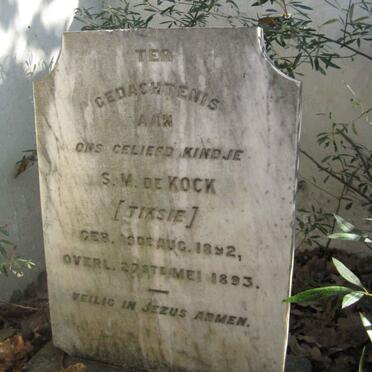 TER
GEDACHTENIS
AAN
ONS GELIEFD KINDJE
S. M. DE KOCK
[TIKSIE]
GEB. 19DE AUG. 1892,
OVERL. 27STE MEI 1893.
VEILIG IN JEZUS ARMEN.